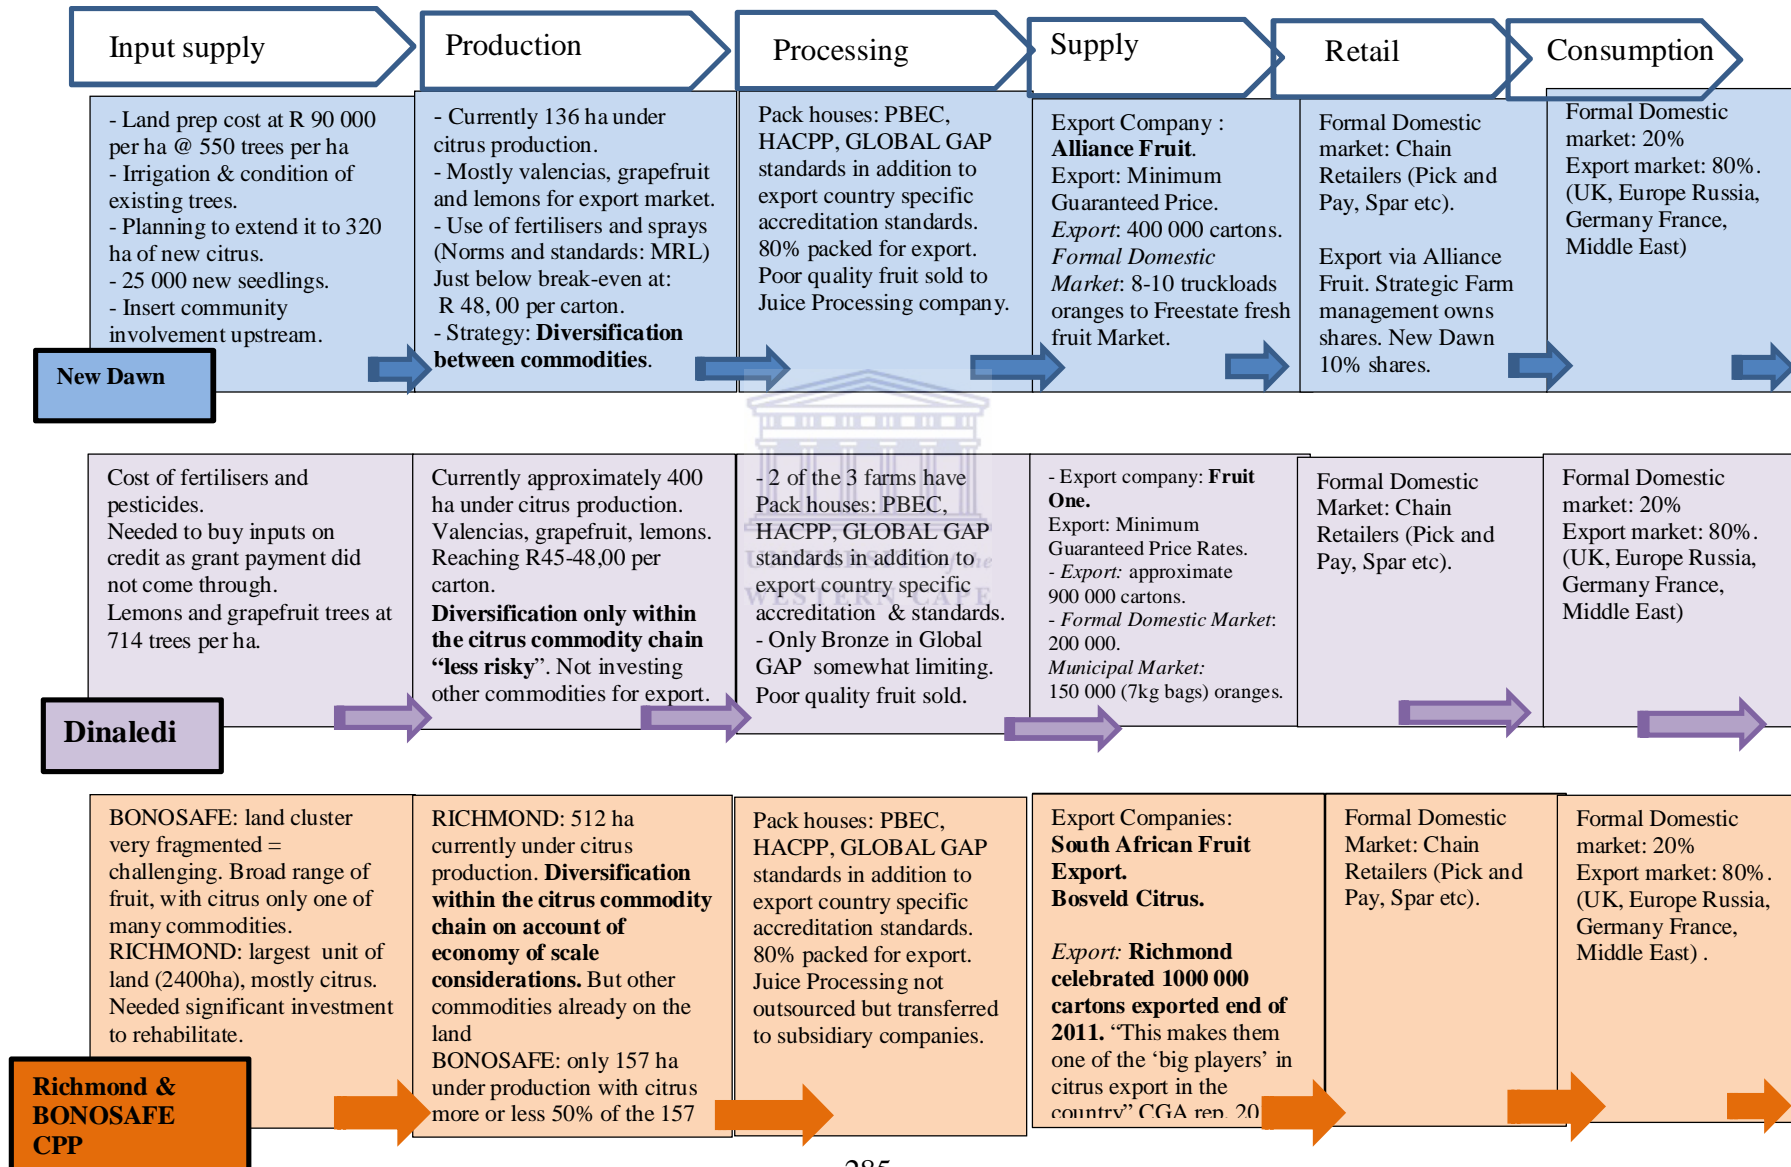 Input supply
Production
Processing
Supply
Retail
Consumption
- Land prep cost at R 90 000
per ha @ 550 trees per ha
- Irrigation & condition of
existing trees.
- Planning to extend it to 320
ha of new citrus.
- 25 000 new seedlings.
- Insert community
involvement upstream.
- Currently 136 ha under
citrus production.
- Mostly valencias, grapefruit
and lemons for export market.
- Use of fertilisers and sprays
(Norms and standards: MRL)
Just below break-even at:
R 48, 00 per carton.
- Strategy: Diversification
between commodities.
Pack houses: PBEC,
HACPP, GLOBAL GAP
standards in addition to
export country specific
accreditation standards.
80% packed for export.
Poor quality fruit sold to
Juice Processing company.
Export Company :
Alliance Fruit.
Export: Minimum
Guaranteed Price.
Export: 400 000 cartons.
Formal Domestic
Market: 8-10 truckloads
oranges to Freestate fresh
fruit Market.
Formal Domestic
market: Chain
Retailers (Pick and
Pay, Spar etc).
Export via Alliance
Fruit. Strategic Farm
management owns
shares. New Dawn
10% shares.
Formal Domestic
market: 20%
Export market: 80%.
(UK, Europe Russia,
Germany France,
Middle East)
New Dawn
Cost of fertilisers and
pesticides.
Needed to buy inputs on
credit as grant payment did
not come through.
Lemons and grapefruit trees at
714 trees per ha.
Currently approximately 400
ha under citrus production.
Valencias, grapefruit, lemons.
Reaching R45-48,00 per
carton.
Diversification only within
the citrus commodity chain
“less risky”. Not investing
other commodities for export.
- 2 of the 3 farms have
Pack houses: PBEC,
HACPP, GLOBAL GAP
standards in addition to
export country specific
accreditation & standards.
- Only Bronze in Global
GAP somewhat limiting.
Poor quality fruit sold.
UNIVERSITY of the
WESTERN CAPE
- Export company: Fruit
One.
Export: Minimum
Guaranteed Price Rates.
- Export: approximate
900 000 cartons.
- Formal Domestic Market:
200 000.
Municipal Market:
150 000 (7kg bags) oranges.
Formal Domestic
Market: Chain
Retailers (Pick and
Pay, Spar etc).
Formal Domestic
market: 20%
Export market: 80%.
(UK, Europe Russia,
Germany France,
Middle East)
Dinaledi
BONOSAFE: land cluster
very fragmented =
challenging. Broad range of
fruit, with citrus only one of
many commodities.
RICHMOND: largest unit of
land (2400ha), mostly citrus.
Needed significant investment
to rehabilitate.
RICHMOND: 512 ha
currently under citrus
production. Diversification
within the citrus commodity
chain on account of
economy of scale
considerations. But other
commodities already on the
land
BONOSAFE: only 157 ha
under production with citrus
more or less 50% of the 157
Pack houses: PBEC,
HACPP, GLOBAL GAP
standards in addition to
export country specific
accreditation standards.
80% packed for export.
Juice Processing not
outsourced but transferred
to subsidiary companies.
Export Companies:
South African Fruit
Export.
Bosveld Citrus.
Export: Richmond
celebrated 1000 000
cartons exported end of
2011. “This makes them
one of the ‘big players’ in
citrus export in the
country” CGA rep, 20
Formal Domestic
Market: Chain
Retailers (Pick and
Pay, Spar etc).
Formal Domestic
market: 20%
Export market: 80%.
(UK, Europe Russia,
Germany France,
Middle East) .
Richmond &
BONOSAFE
CPP
285